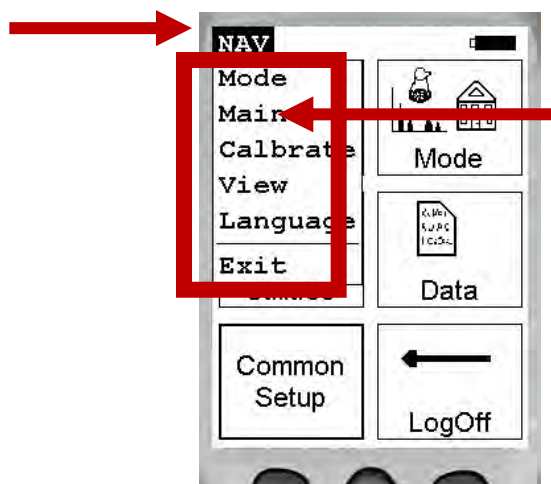 NAV
Mode
Main
Calbrate
View
Language
Exit
Mode
Data
Common
Setup
LogOff